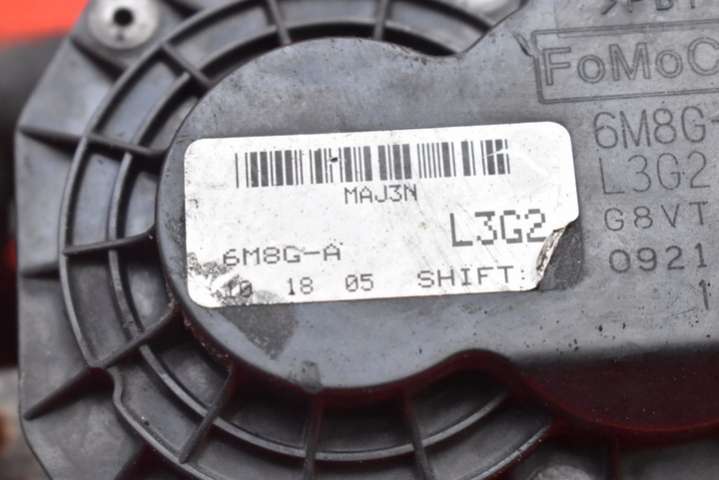 MAJ3N
L3G2
6M8G-A
10 18 05 SHIFT:
FoMoC
6M8G-
L3G2
G8VT
0921